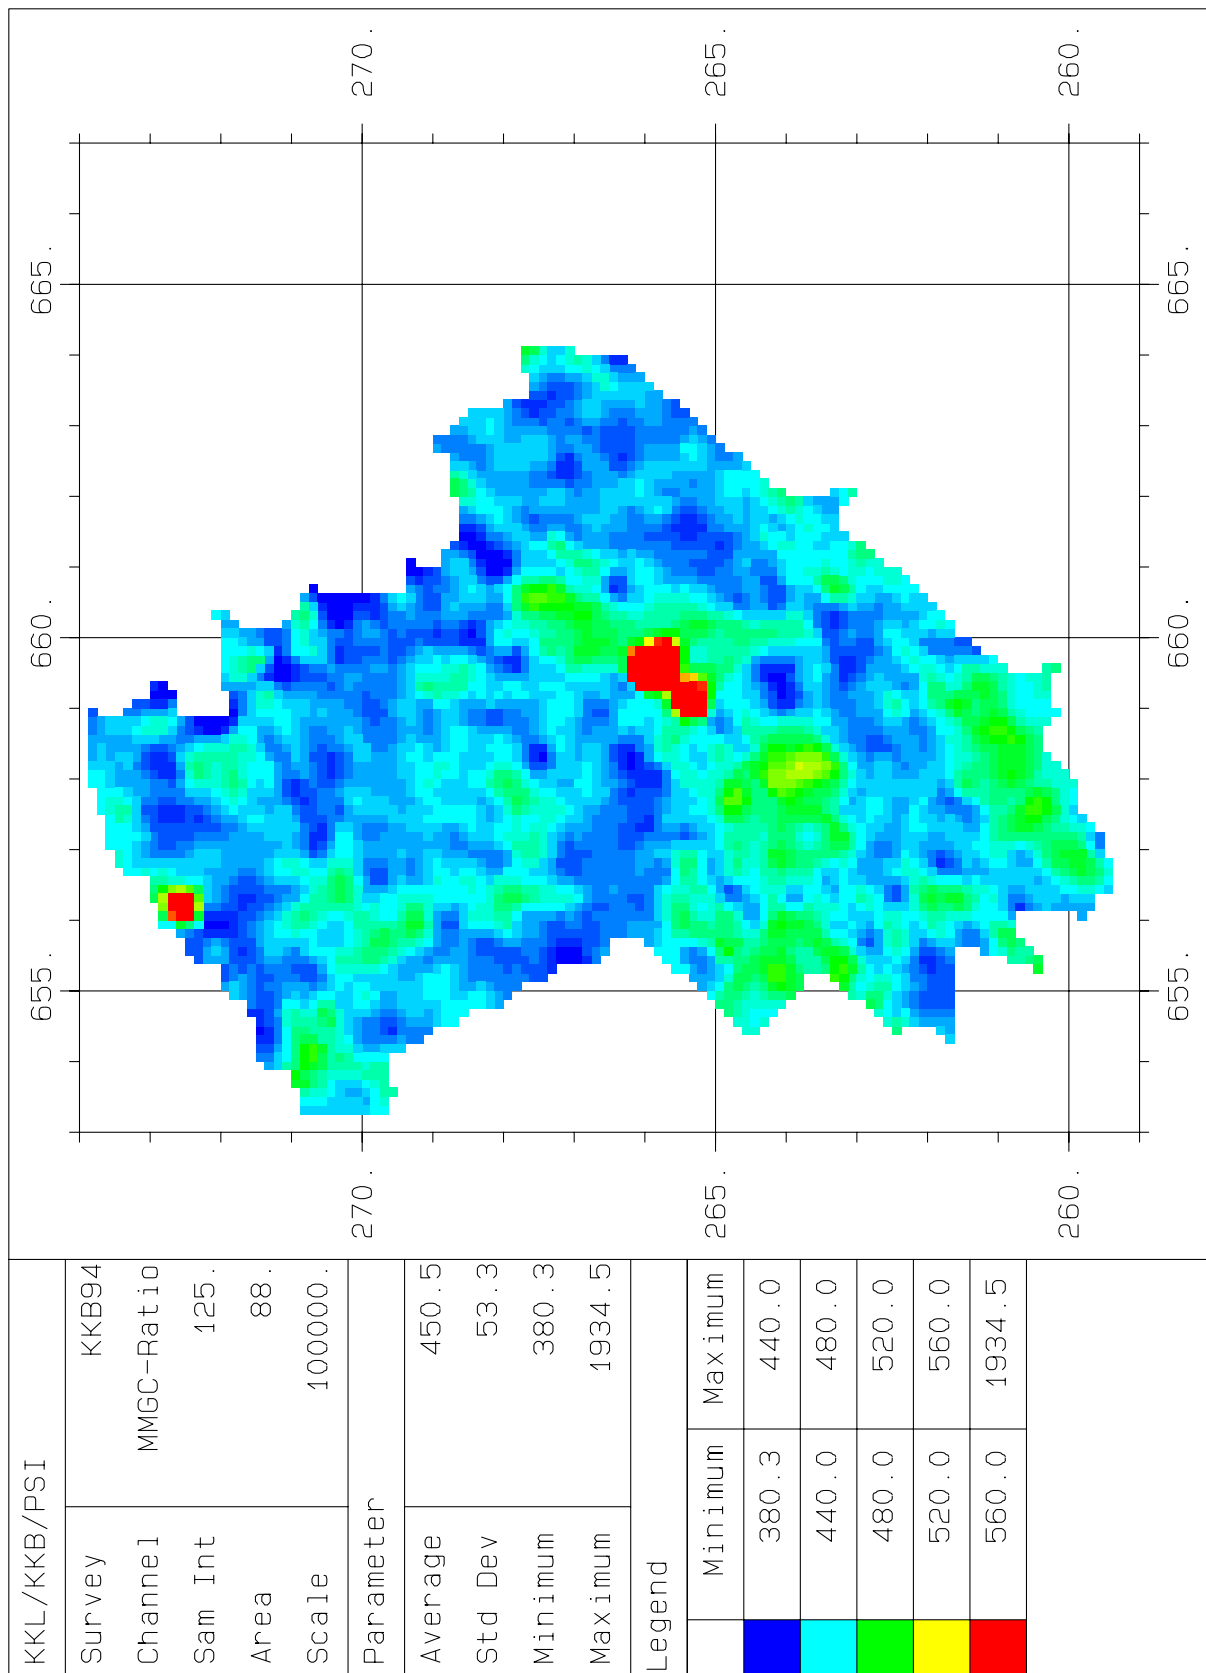 KKL/KKB/PSI
Survey KKB94
Channel MMGC-Ratio
Sam Int 125.
Area 88.
Scale 100000.
Parameter
Average 450.5
Std Dev 53.3
Minimum 380.3
Maximum 1934.5
Legend
Minimum Maximum
380.3 440.0
440.0 480.0
480.0 520.0
520.0 560.0
560.0 1934.5
655. 660. 665.
270. 270.
265. 265.
260. 260.
655. 660. 665.